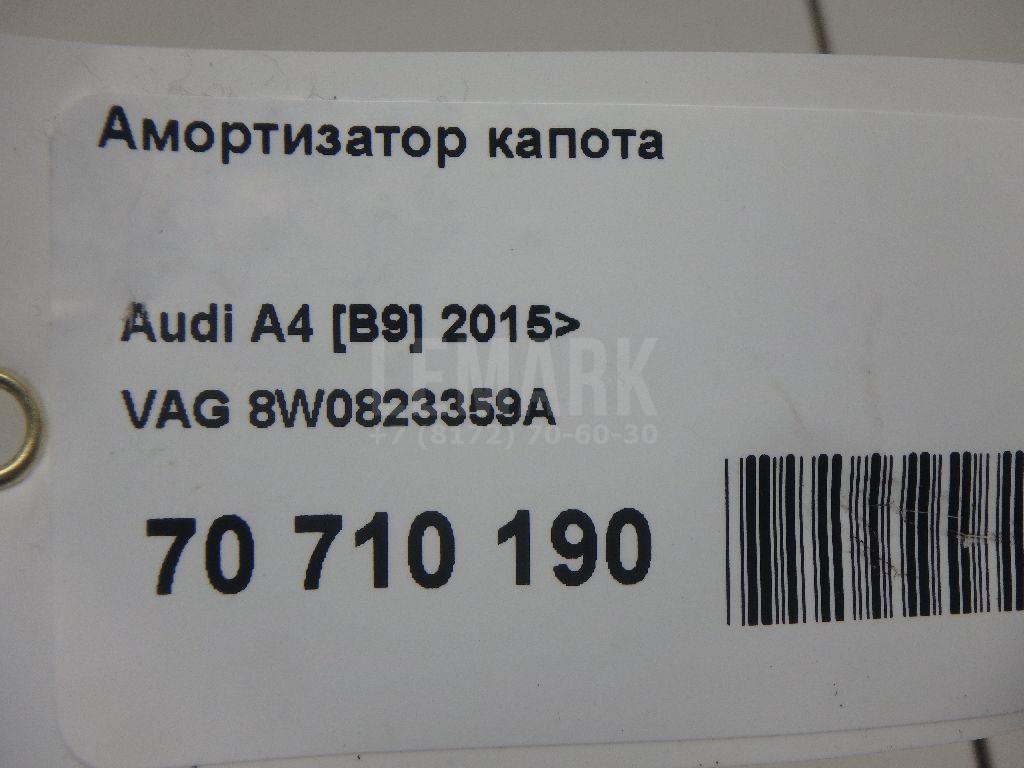 Амортизатор капота
Audi A4 [B9] 2015>
LEMARK
VAG 8W0823359A
+7 (8172) 70-60-30
70 710 190